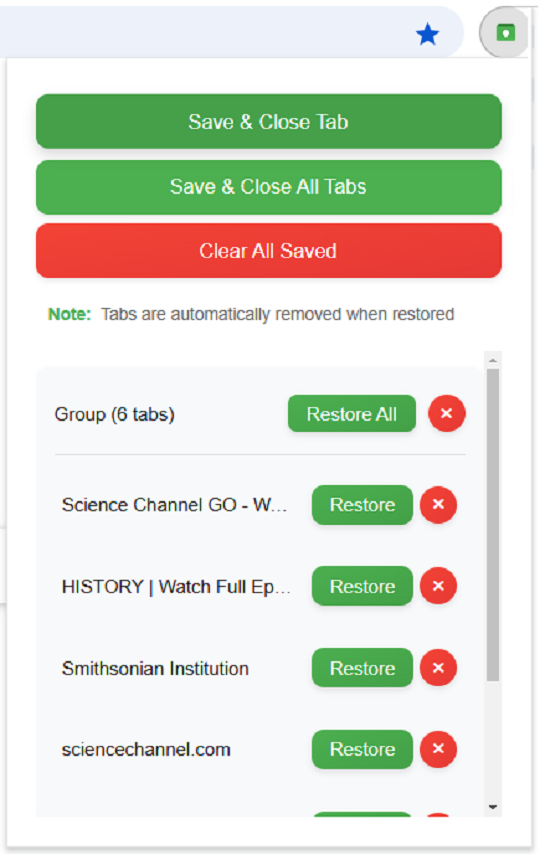 Save & Close Tab
Save & Close All Tabs
Clear All Saved
Note: Tabs are automatically removed when restored
Group (6 tabs) Restore All ×
Science Channel GO - W... Restore ×
HISTORY | Watch Full Ep... Restore ×
Smithsonian Institution Restore ×
sciencechannel.com Restore ×